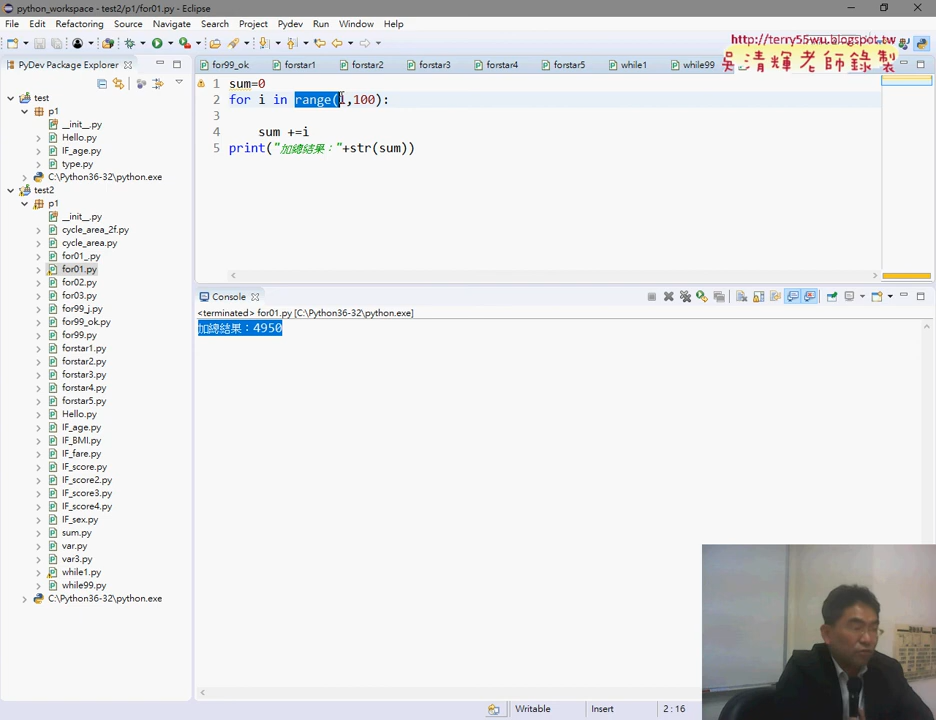 python_workspace - test2/p1/for01.py - Eclipse
File Edit Refactoring Source Navigate Search Project Pydev Run Window Help
http://terry55wu.blogspot.tw
吳清輝老師錄製
PyDev Package Explorer
for99_ok forstar1 forstar2 forstar3 forstar4 forstar5 while1 while99
test
p1
__init__.py
Hello.py
IF_age.py
type.py
C:\Python36-32\python.exe
test2
p1
__init__.py
cycle_area_2f.py
cycle_area.py
for01_.py
for01.py
for02.py
for03.py
for99_j.py
for99_ok.py
for99.py
forstar1.py
forstar2.py
forstar3.py
forstar4.py
forstar5.py
Hello.py
IF_age.py
IF_BMI.py
IF_fare.py
IF_score.py
IF_score2.py
IF_score3.py
IF_score4.py
IF_sex.py
sum.py
var.py
var3.py
while1.py
while99.py
C:\Python36-32\python.exe
1 sum=0
2 for i in range(1,100):
3
4 sum +=i
5 print("加總結果："+str(sum))
Console
<terminated> for01.py [C:\Python36-32\python.exe]
加總結果：4950
Writable Insert 2 : 16